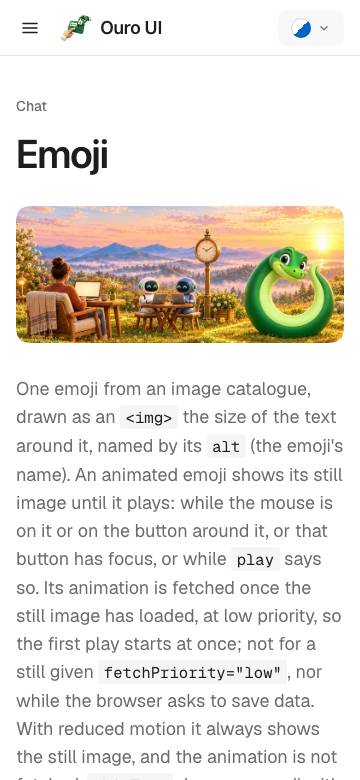 Ouro UI
Chat
Emoji
One emoji from an image catalogue,
drawn as an <img> the size of the text
around it, named by its alt (the emoji's
name). An animated emoji shows its still
image until it plays: while the mouse is
on it or on the button around it, or that
button has focus, or while play says
so. Its animation is fetched once the
still image has loaded, at low priority, so
the first play starts at once; not for a
still given fetchPriority="low", nor
while the browser asks to save data.
With reduced motion it always shows
the still image, and the animation is not